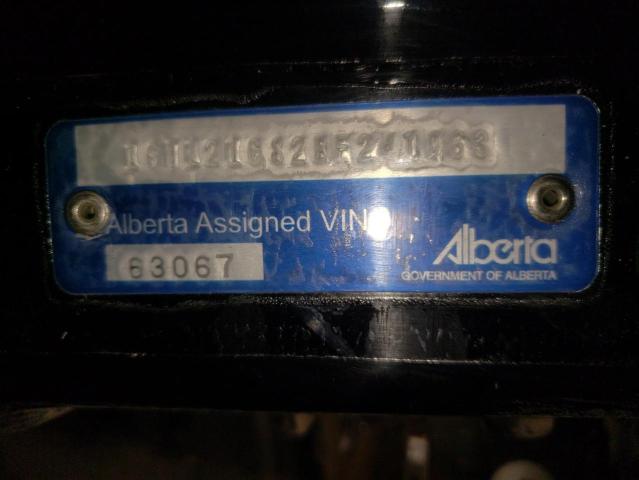 Alberta Assigned VIN
63067
Alberta
GOVERNMENT OF ALBERTA